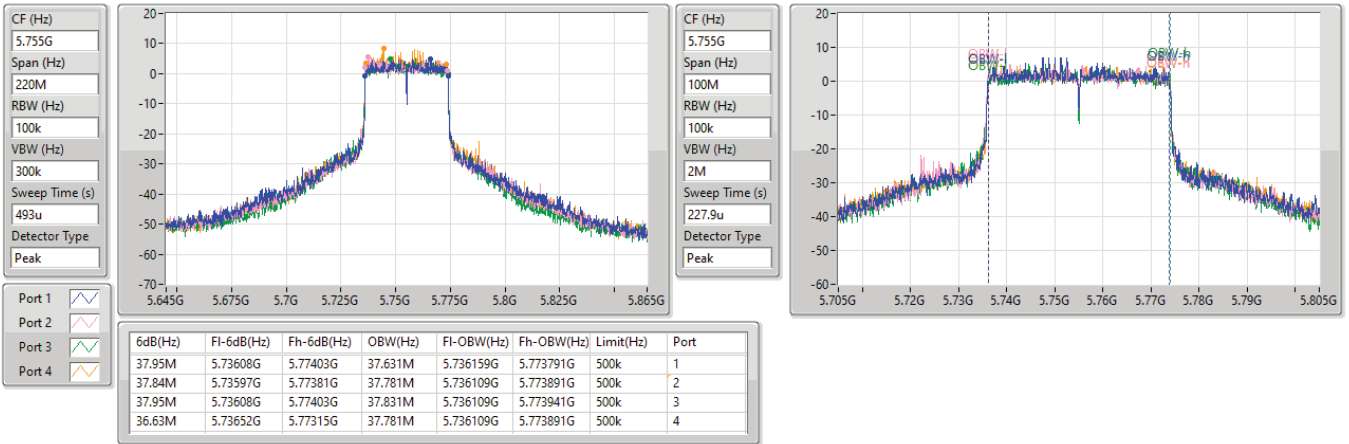 CF (Hz)
5.755G
Span (Hz)
220M
RBW (Hz)
100k
VBW (Hz)
300k
Sweep Time (s)
493u
Detector Type
Peak
20
10
0
-10
-20
-30
-40
-50
-60
-70
5.645G 5.675G 5.7G 5.725G 5.75G 5.775G 5.8G 5.825G 5.865G
CF (Hz)
5.755G
Span (Hz)
100M
RBW (Hz)
100k
VBW (Hz)
2M
Sweep Time (s)
227.9u
Detector Type
Peak
20
10
0
-10
-20
-30
-40
-50
-60
OBW-h
OBW-h
5.705G 5.72G 5.73G 5.74G 5.75G 5.76G 5.77G 5.78G 5.79G 5.805G
Port 1
Port 2
Port 3
Port 4
6dB(Hz) Fl-6dB(Hz) Fh-6dB(Hz) OBW(Hz) Fl-OBW(Hz) Fh-OBW(Hz) Limit(Hz) Port
37.95M 5.73608G 5.77403G 37.631M 5.736159G 5.773791G 500k 1
37.84M 5.73597G 5.77381G 37.781M 5.736109G 5.773891G 500k 2
37.95M 5.73608G 5.77403G 37.831M 5.736109G 5.773941G 500k 3
36.63M 5.73652G 5.77315G 37.781M 5.736109G 5.773891G 500k 4